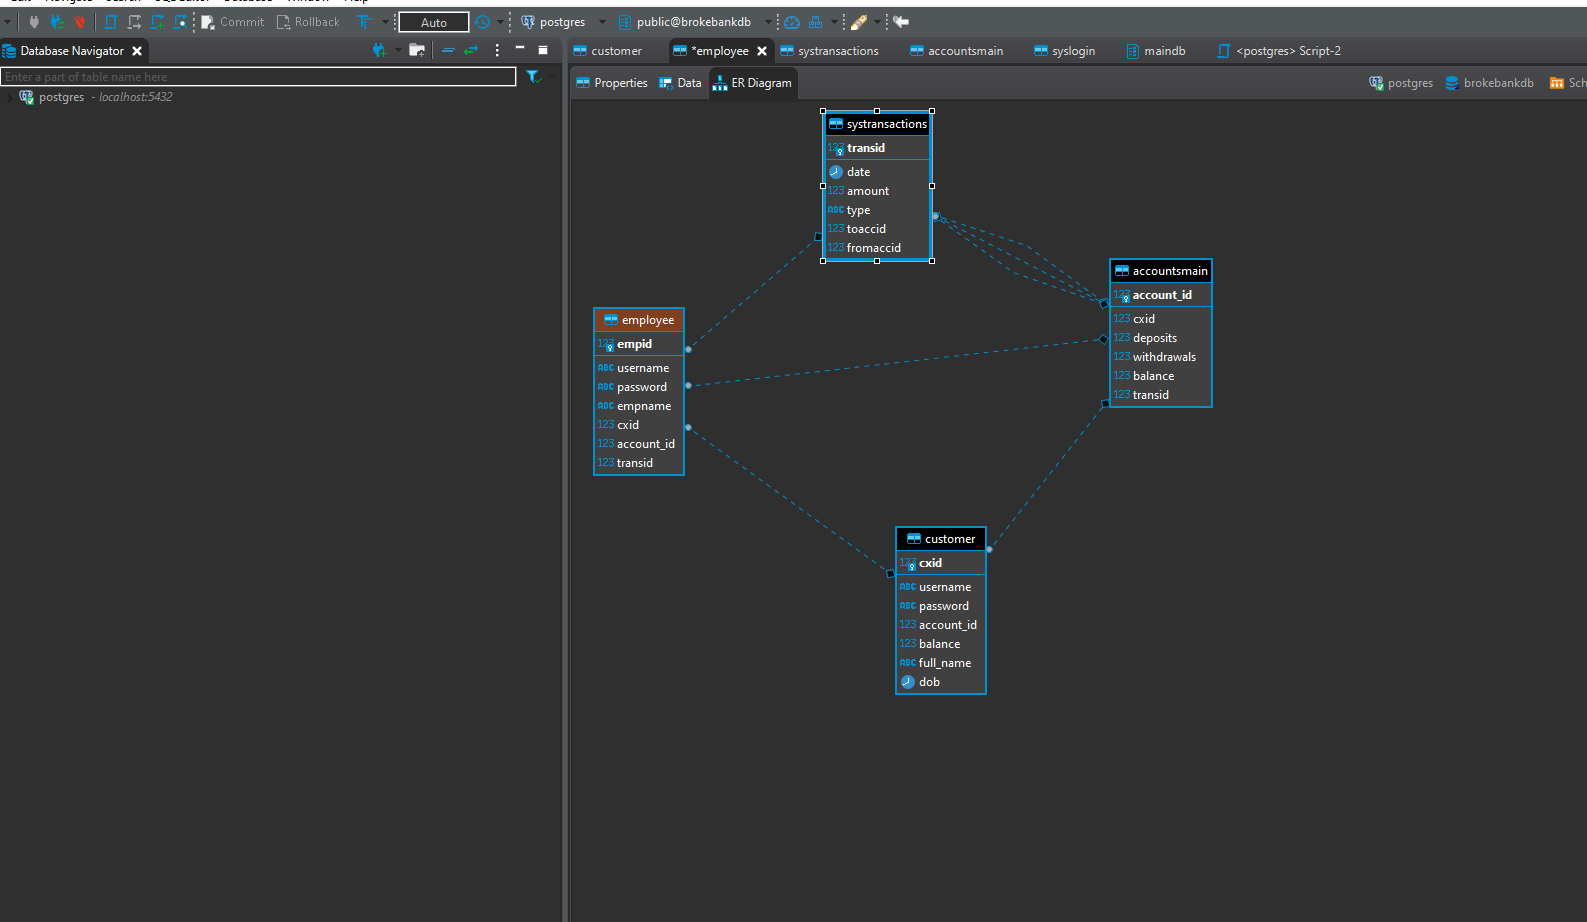 Commit
Rollback
Auto
postgres
public@brokebankdb
Database Navigator
Enter a part of table name here
postgres - localhost:5432
customer
*employee
systransactions
accountsmain
syslogin
maindb
<postgres> Script-2
Properties
Data
ER Diagram
postgres
brokebankdb
Sch
systransactions
123 transid
date
123 amount
ABC type
123 toaccid
123 fromaccid
accountsmain
123 account_id
123 cxid
123 deposits
123 withdrawals
123 balance
123 transid
employee
123 empid
ABC username
ABC password
ABC empname
123 cxid
123 account_id
123 transid
customer
123 cxid
ABC username
ABC password
123 account_id
123 balance
ABC full_name
dob